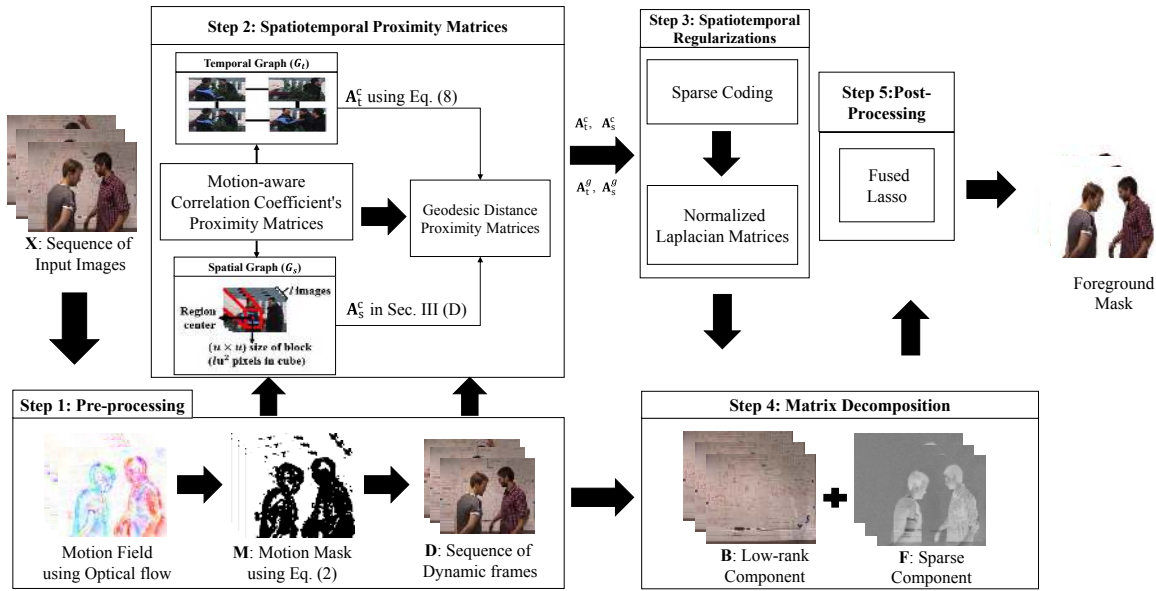 Step 2: Spatiotemporal Proximity Matrices
Temporal Graph (G_t)
A_t^c using Eq. (8)
Motion-aware
Correlation Coefficient's
Proximity Matrices
Geodesic Distance
Proximity Matrices
Spatial Graph (G_s)
l images
Region
center
(u × u) size of block
(lu² pixels in cube)
A_s^c in Sec. III (D)
X: Sequence of
Input Images
A_t^c, A_s^c
A_t^g, A_s^g
Step 3: Spatiotemporal
Regularizations
Sparse Coding
Normalized
Laplacian Matrices
Step 5:Post-
Processing
Fused
Lasso
Foreground
Mask
Step 1: Pre-processing
Motion Field
using Optical flow
M: Motion Mask
using Eq. (2)
D: Sequence of
Dynamic frames
Step 4: Matrix Decomposition
B: Low-rank
Component
F: Sparse
Component